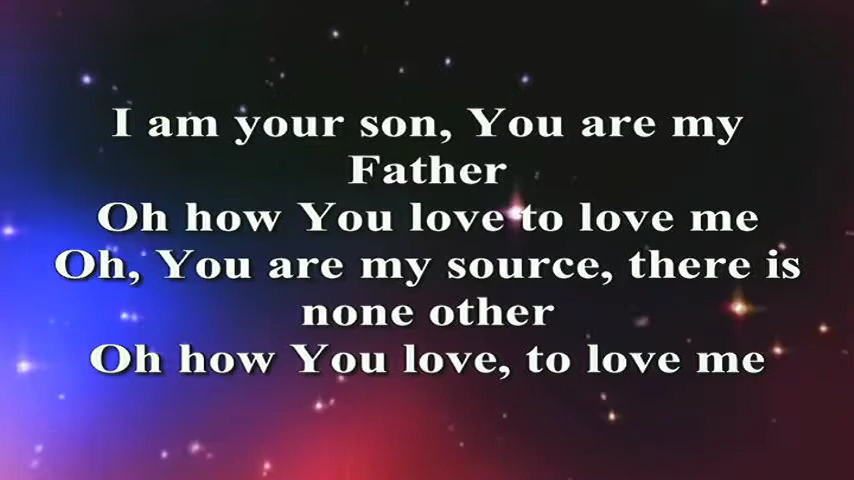 I am your son, You are my
Father
Oh how You love to love me
Oh, You are my source, there is
none other
Oh how You love, to love me